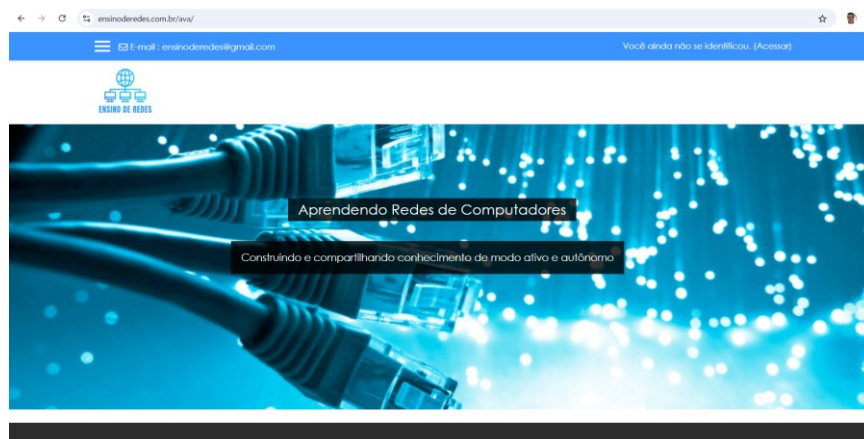 ensinoderedes.com.br/ava/
E-mail : ensinoderedes@gmail.com
Você ainda não se identificou. (Acessar)
ENSINO DE REDES
Aprendendo Redes de Computadores
Construindo e compartilhando conhecimento de modo ativo e autônomo